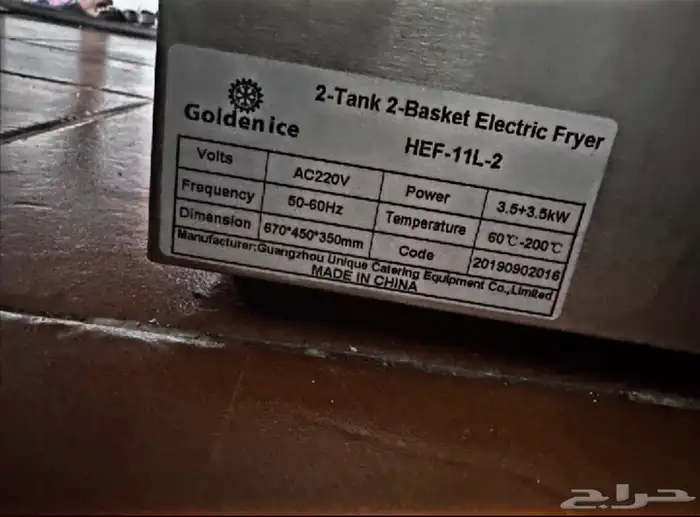 2-Tank 2-Basket Electric Fryer
Goldenice
HEF-11L-2
Volts AC220V Power 3.5+3.5kW
Frequency 50-60Hz Temperature 60℃-200℃
Dimension 670*450*350mm Code 20190902016
Manufacturer:Guangzhou Unique Catering Equipment Co.,Limited
MADE IN CHINA
حراج